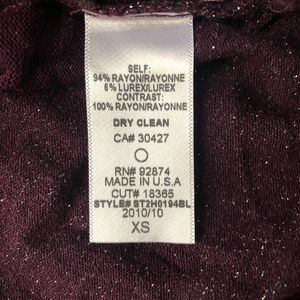 SELF:
94% RAYON/RAYONNE
6% LUREX/LUREX
CONTRAST:
100% RAYON/RAYONNE
DRY CLEAN
CA# 30427
RN# 92874
MADE IN U.S.A
CUT# 18365
STYLE# ST2H0194BL
2010/10
XS